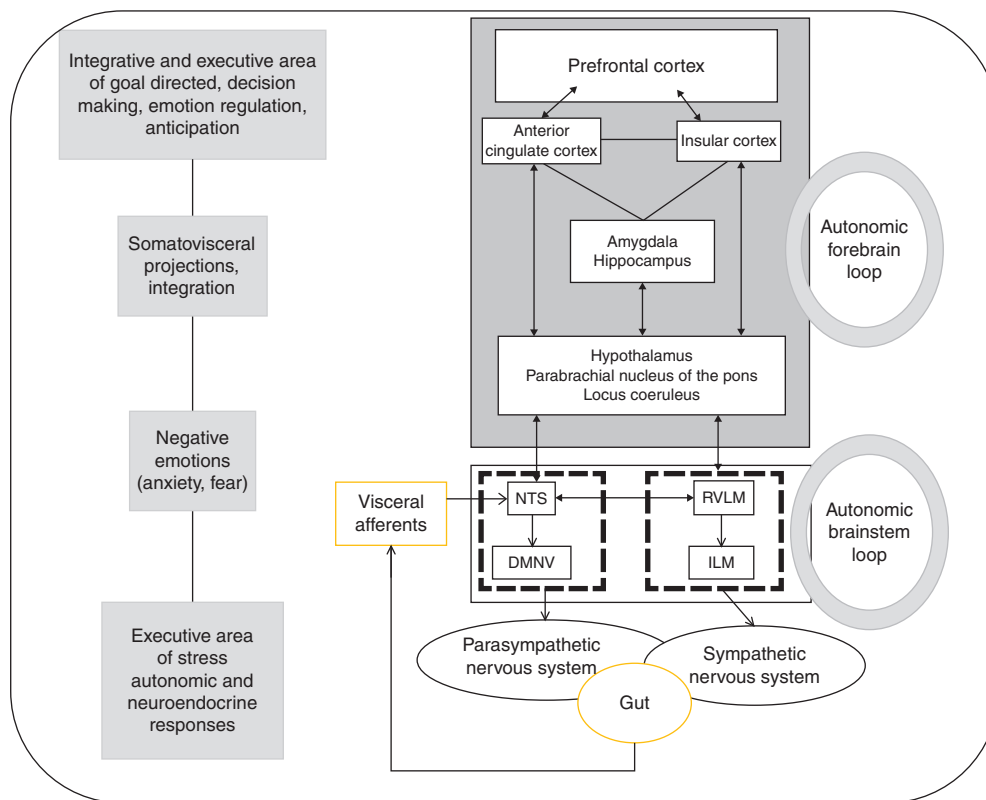 Integrative and executive area
of goal directed, decision
making, emotion regulation,
anticipation
Somatovisceral
projections,
integration
Negative
emotions
(anxiety, fear)
Executive area
of stress
autonomic and
neuroendocrine
responses
Prefrontal cortex
Anterior
cingulate cortex
Insular cortex
Amygdala
Hippocampus
Hypothalamus
Parabrachial nucleus of the pons
Locus coeruleus
Autonomic
forebrain
loop
Visceral
afferents
NTS
RVLM
DMNV
ILM
Autonomic
brainstem
loop
Parasympathetic
nervous system
Sympathetic
nervous system
Gut